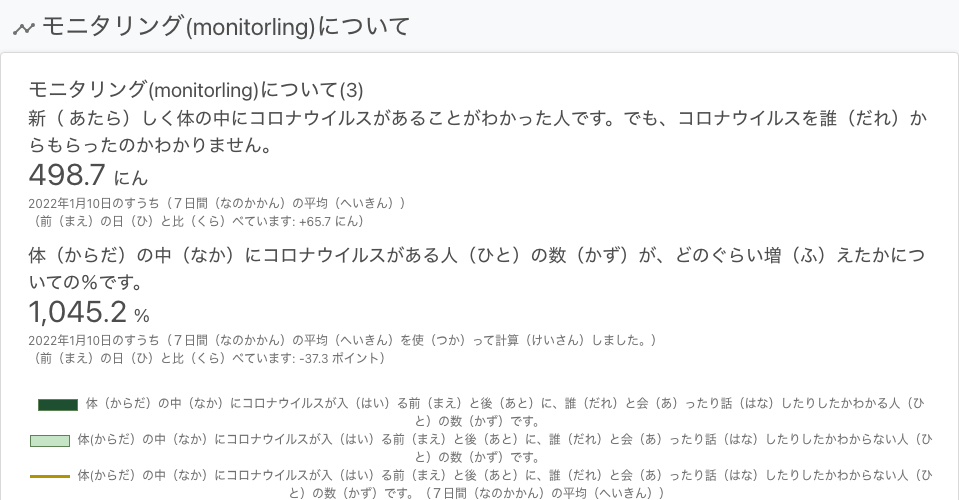 モニタリング(monitorling)について
モニタリング(monitorling)について(3)
新（ あたら）しく体の中にコロナウイルスがあることがわかった人です。でも、コロナウイルスを誰（だれ）か
らもらったのかわかりません。
498.7 にん
2022年1月10日のすうち（７日間（なのかかん）の平均（へいきん））
（前（まえ）の日（ひ）と比（くら）べています: +65.7 にん）
体（からだ）の中（なか）にコロナウイルスがある人（ひと）の数（かず）が、どのぐらい増（ふ）えたかにつ
いての％です。
1,045.2 %
2022年1月10日のすうち（７日間（なのかかん）の平均（へいきん）を使（つか）って計算（けいさん）しました。）
（前（まえ）の日（ひ）と比（くら）べています: -37.3 ポイント）
体（からだ）の中（なか）にコロナウイルスが入（はい）る前（まえ）と後（あと）に、誰（だれ）と会（あ）ったり話（はな）したりしたかわかる人（ひ
と）の数（かず）です。
体(からだ）の中（なか）にコロナウイルスが入（はい）る前（まえ）と後（あと）に、誰（だれ）と会（あ）ったり話（はな）したりしたかわからない人（ひ
と）の数（かず）です。
体(からだ）の中（なか）にコロナウイルスが入（はい）る前（まえ）と後（あと）に、誰（だれ）と会（あ）ったり話（はな）したりしたかわからない人（ひ
と）の数（かず）です。（７日間（なのかかん）の平均（へいきん））